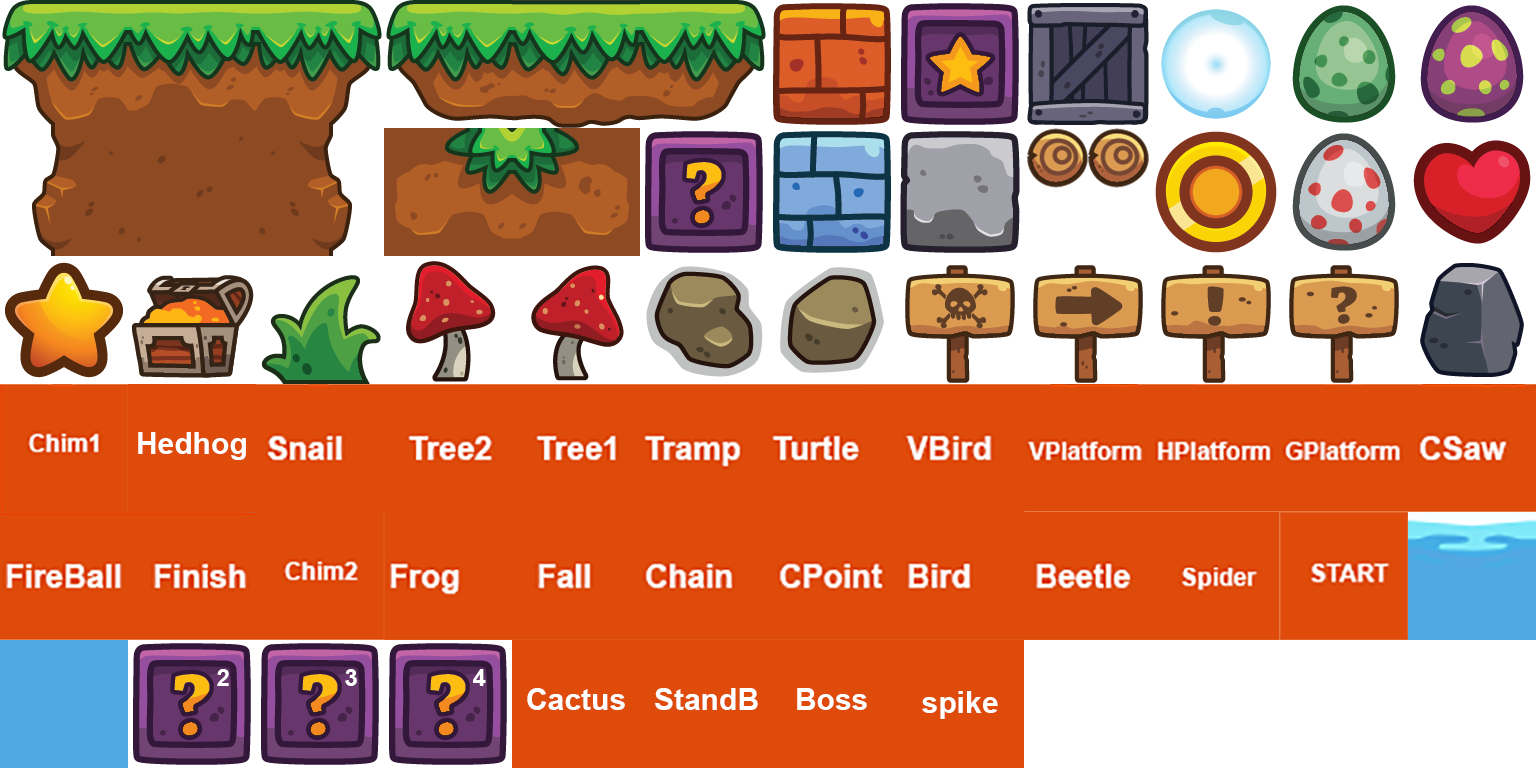 ?
!
?
Chim1
Hedhog
Snail
Tree2
Tree1
Tramp
Turtle
VBird
VPlatform
HPlatform
GPlatform
CSaw
FireBall
Finish
Chim2
Frog
Fall
Chain
CPoint
Bird
Beetle
Spider
START
? 2
? 3
? 4
Cactus
StandB
Boss
spike